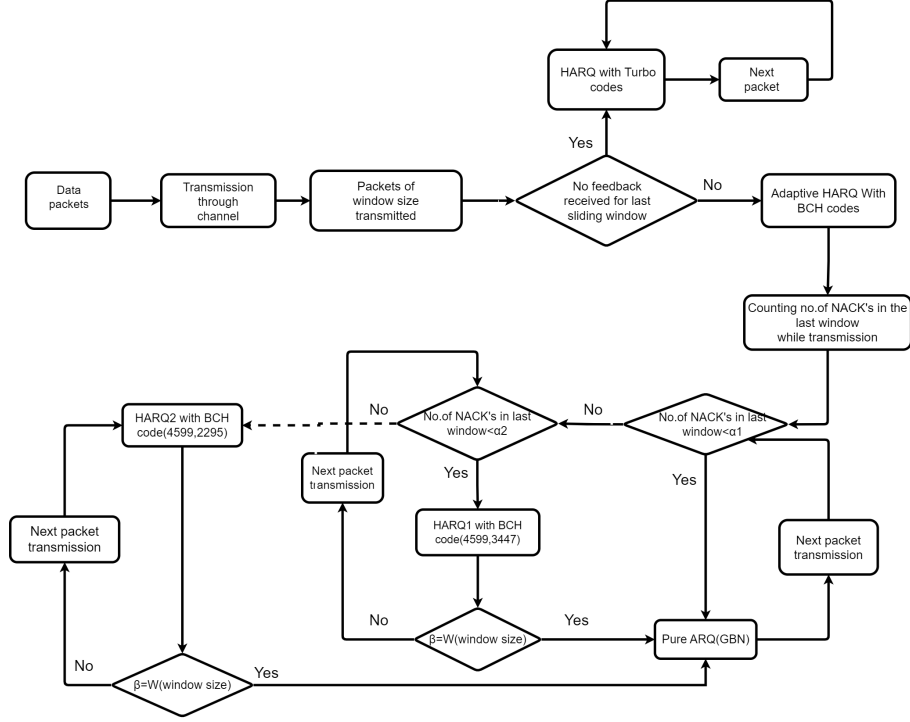 HARQ with Turbo
codes
Next
packet
Yes
Data
packets
Transmission
through
channel
Packets of
window size
transmitted
No feedback
received for last
sliding window
No
Adaptive HARQ With
BCH codes
Counting no.of NACK's in the
last window
while transmission
HARQ2 with BCH
code(4599,2295)
No
No.of NACK's in last
window<α2
No
No.of NACK's in last
window<α1
Next packet
transmission
Yes
Yes
Next packet
transmission
HARQ1 with BCH
code(4599,3447)
Next packet
transmission
No
β=W(window size)
Yes
Pure ARQ(GBN)
No
β=W(window size)
Yes